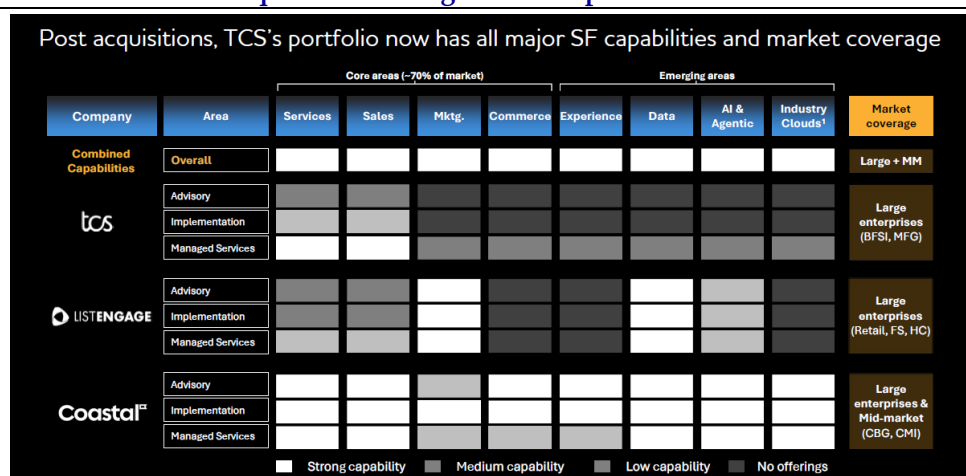 Post acquisitions, TCS's portfolio now has all major SF capabilities and market coverage
Core areas (~70% of market)
Emerging areas
Company
Area
Services
Sales
Mktg.
Commerce
Experience
Data
AI &
Agentic
Industry
Clouds¹
Market
coverage
Combined
Capabilities
Overall
Large + MM
tcs
Advisory
Implementation
Managed Services
Large
enterprises
(BFSI, MFG)
LISTENGAGE
Advisory
Implementation
Managed Services
Large
enterprises
(Retail, FS, HC)
Coastal
Advisory
Implementation
Managed Services
Large
enterprises &
Mid-market
(CBG, CMI)
Strong capability
Medium capability
Low capability
No offerings